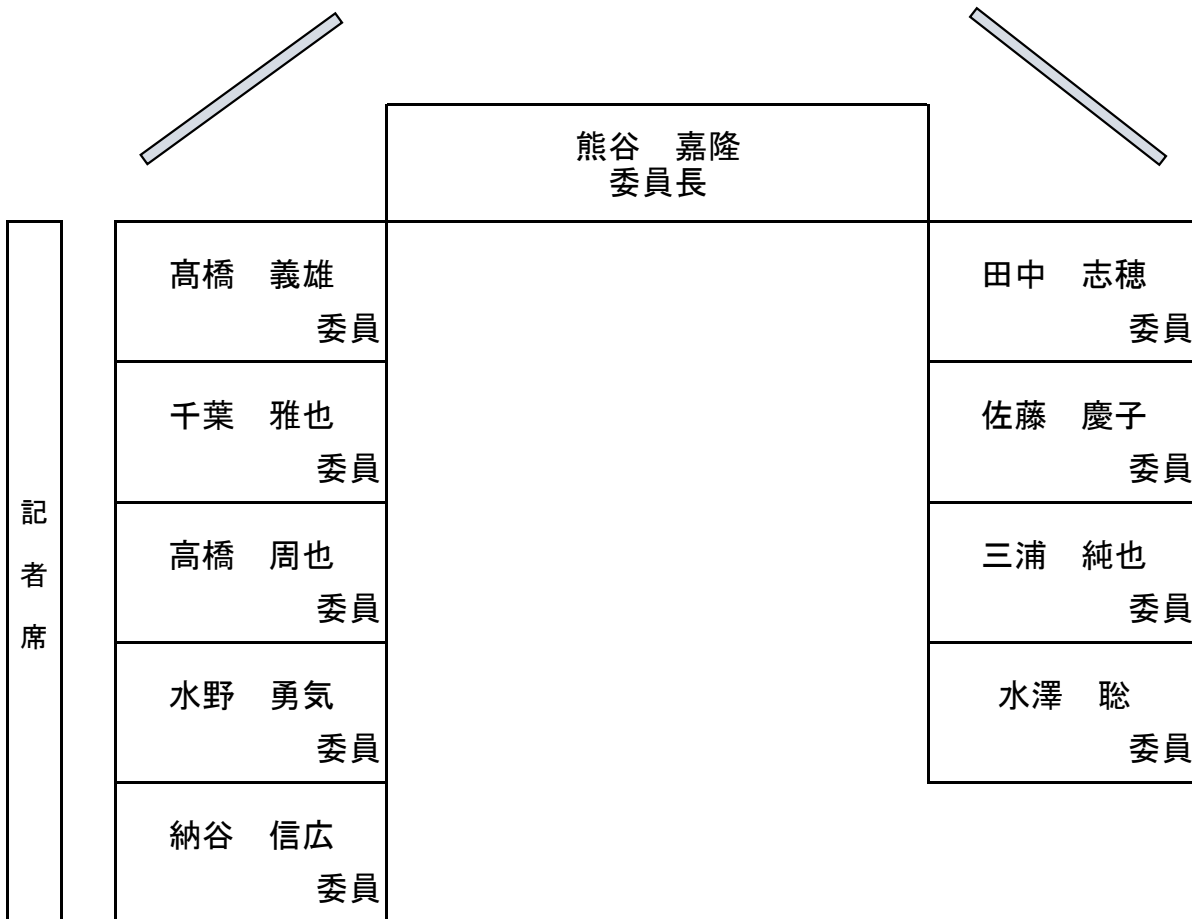 熊谷　嘉隆
委員長
記者席
髙橋　義雄
委員
千葉　雅也
委員
高橋　周也
委員
水野　勇気
委員
納谷　信広
委員
田中　志穂
委員
佐藤　慶子
委員
三浦　純也
委員
水澤　聡
委員